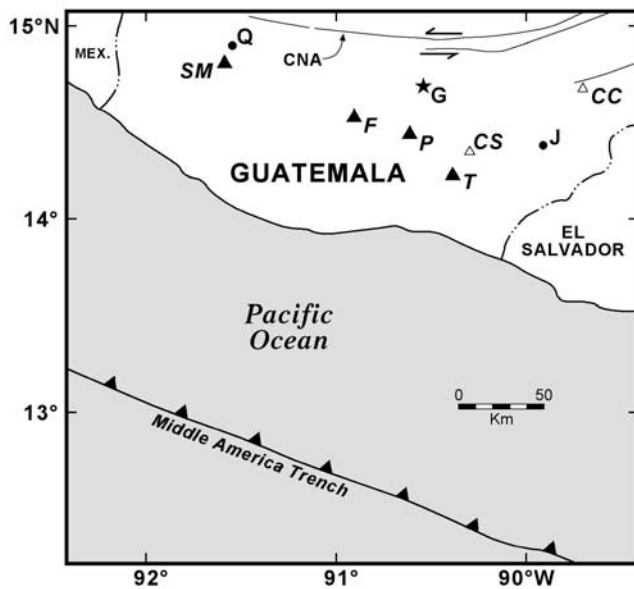 15°N
MEX.
Q
SM
CNA
G
CC
F
P
CS
J
GUATEMALA
T
14°
EL
SALVADOR
Pacific
Ocean
13°
0 50
Km
Middle America Trench
92°
91°
90°W